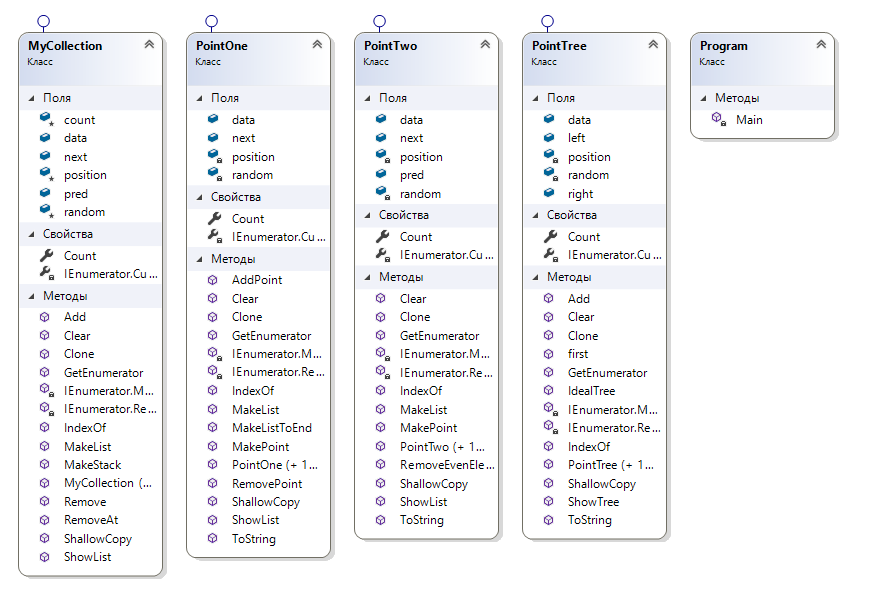 MyCollection
Класс
Поля
count
data
next
position
pred
random
Свойства
Count
IEnumerator.Cu...
Методы
Add
Clear
Clone
GetEnumerator
IEnumerator.M...
IEnumerator.Re...
IndexOf
MakeList
MakeStack
MyCollection (...
Remove
RemoveAt
ShallowCopy
ShowList
PointOne
Класс
Поля
data
next
position
random
Свойства
Count
IEnumerator.Cu...
Методы
AddPoint
Clear
Clone
GetEnumerator
IEnumerator.M...
IEnumerator.Re...
IndexOf
MakeList
MakeListToEnd
MakePoint
PointOne (+ 1...
RemovePoint
ShallowCopy
ShowList
ToString
PointTwo
Класс
Поля
data
next
position
pred
random
Свойства
Count
IEnumerator.Cu...
Методы
Clear
Clone
GetEnumerator
IEnumerator.M...
IEnumerator.Re...
IndexOf
MakeList
MakePoint
PointTwo (+ 1...
RemoveEvenEle...
ShallowCopy
ShowList
ToString
PointTree
Класс
Поля
data
left
position
random
right
Свойства
Count
IEnumerator.Cu...
Методы
Add
Clear
Clone
first
GetEnumerator
IdealTree
IEnumerator.M...
IEnumerator.Re...
IndexOf
PointTree (+ 1...
ShallowCopy
ShowTree
ToString
Program
Класс
Методы
Main